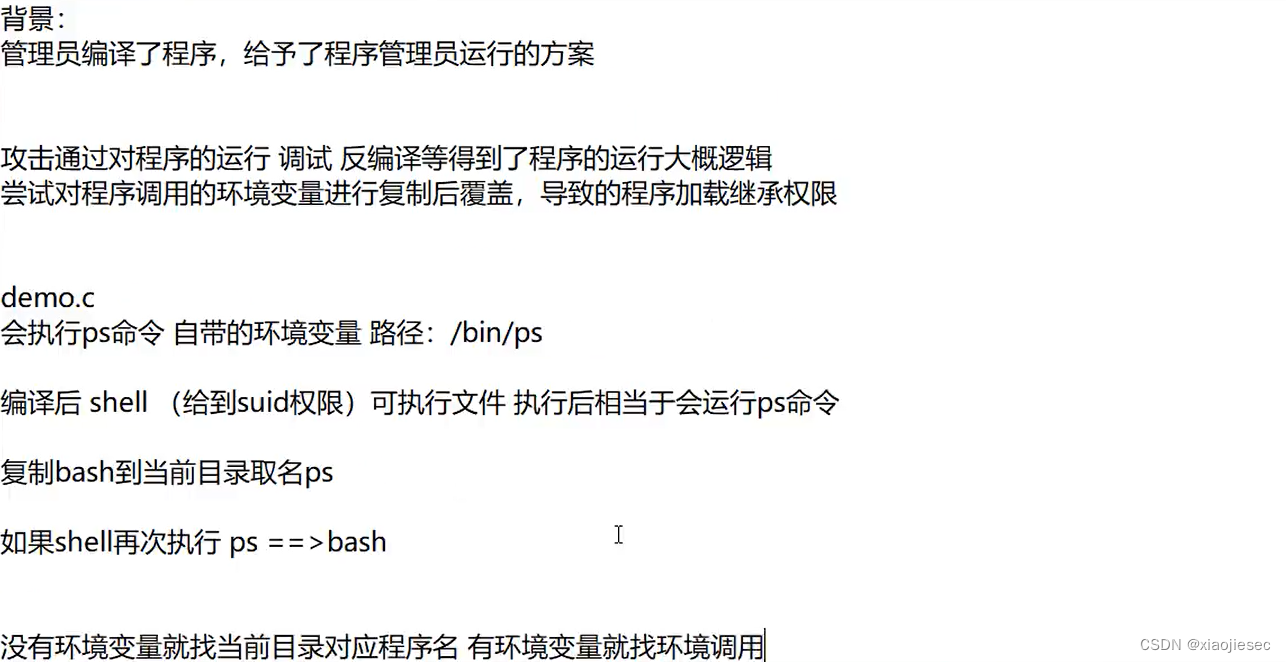 背景：
管理员编译了程序，给予了程序管理员运行的方案
攻击通过对程序的运行 调试 反编译等得到了程序的运行大概逻辑
尝试对程序调用的环境变量进行复制后覆盖，导致的程序加载继承权限
demo.c
会执行ps命令 自带的环境变量 路径：/bin/ps
编译后 shell （给到suid权限）可执行文件 执行后相当于会运行ps命令
复制bash到当前目录取名ps
如果shell再次执行 ps ==>bash
没有环境变量就找当前目录对应程序名 有环境变量就找环境调用
CSDN @xiaojiesec